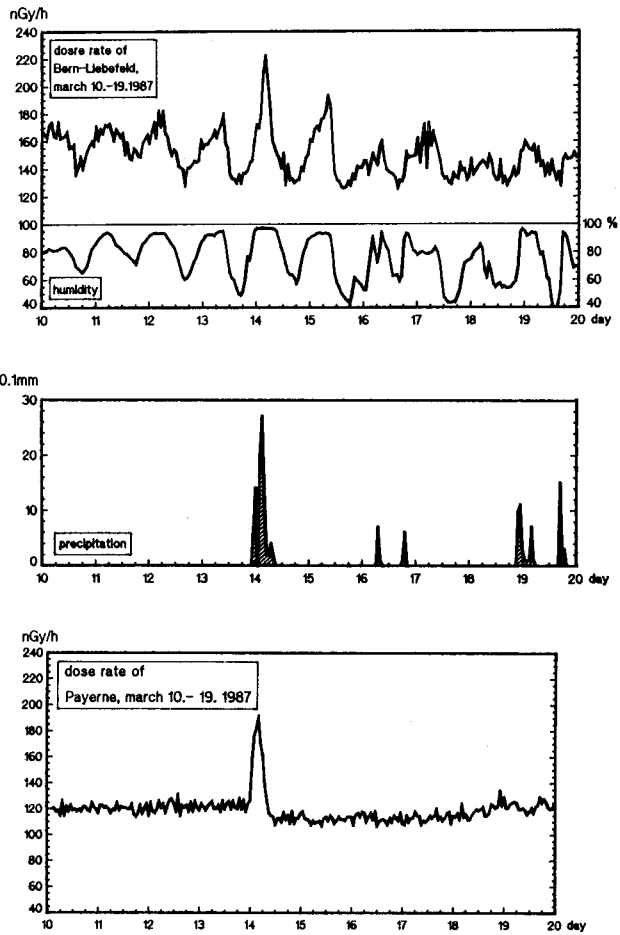 nGy/h
240
220
200
180
160
140
120
100
80
60
40
dosre rate of
Bern-Liebefeld,
march 10.-19.1987
100 %
80
60
40
humidity
10 11 12 13 14 15 16 17 18 19 20 day
0.1mm
30
20
10
0
precipitation
10 11 12 13 14 15 16 17 18 19 20 day
nGy/h
240
220
200
180
160
140
120
100
80
60
40
dose rate of
Payerne, march 10.- 19. 1987
10 11 12 13 14 15 16 17 18 19 20 day